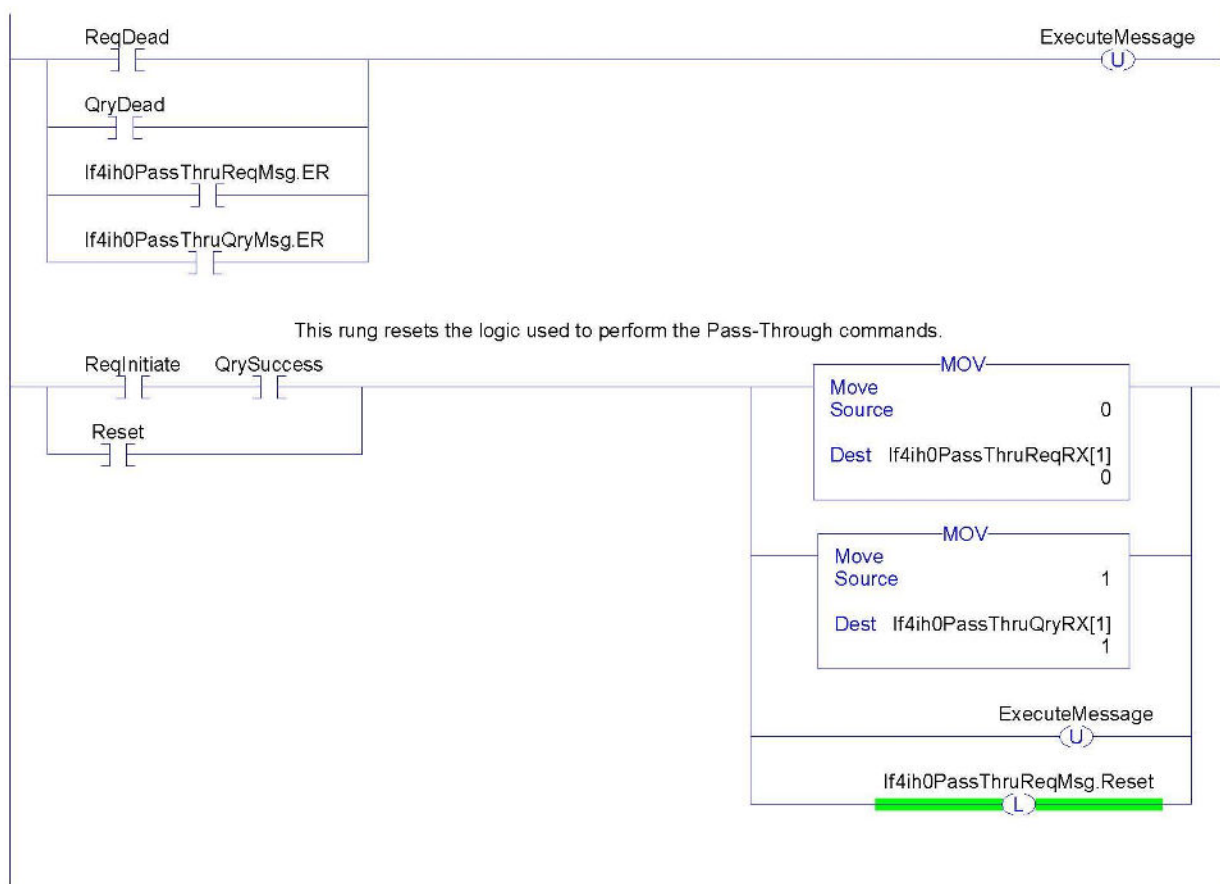 ReqDead
ExecuteMessage
U
QryDead
If4ih0PassThruReqMsg.ER
If4ih0PassThruQryMsg.ER
This rung resets the logic used to perform the Pass-Through commands.
ReqInitiate QrySuccess
Reset
MOV
Move
Source 0
Dest If4ih0PassThruReqRX[1]
0
MOV
Move
Source 1
Dest If4ih0PassThruQryRX[1]
1
ExecuteMessage
U
If4ih0PassThruReqMsg.Reset
L